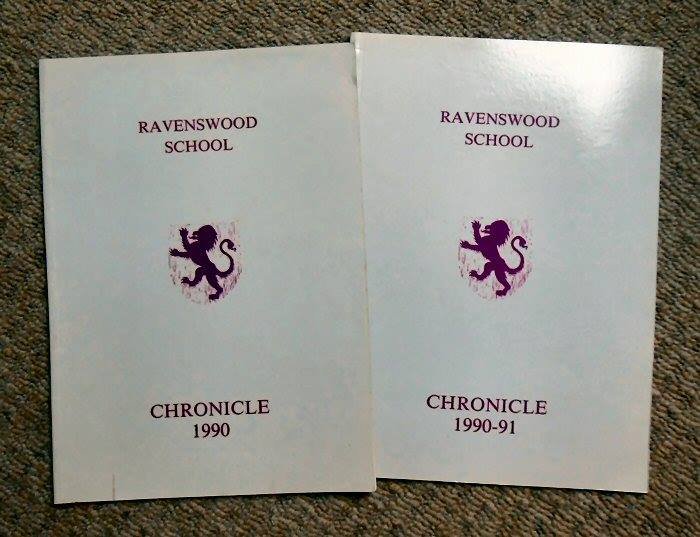 RAVENSWOOD
SCHOOL
CHRONICLE
1990
RAVENSWOOD
SCHOOL
CHRONICLE
1990-91